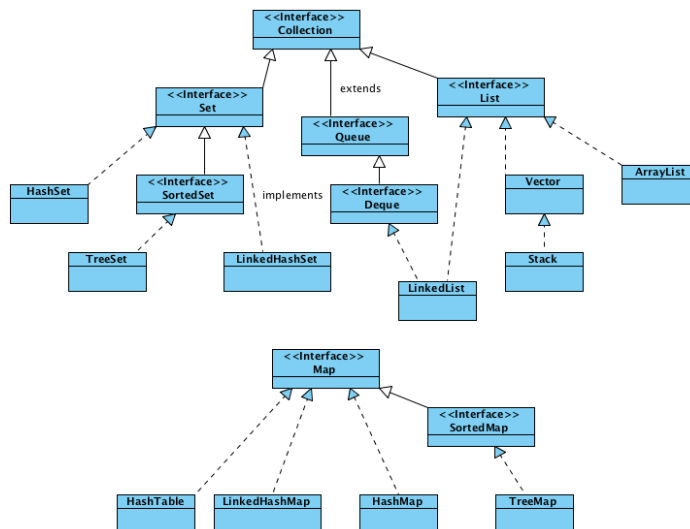 <<Interface>>
Collection
extends
<<Interface>>
Set
<<Interface>>
List
<<Interface>>
Queue
HashSet
<<Interface>>
SortedSet
implements
<<Interface>>
Deque
Vector
ArrayList
TreeSet
LinkedHashSet
LinkedList
Stack
<<Interface>>
Map
<<Interface>>
SortedMap
HashTable
LinkedHashMap
HashMap
TreeMap